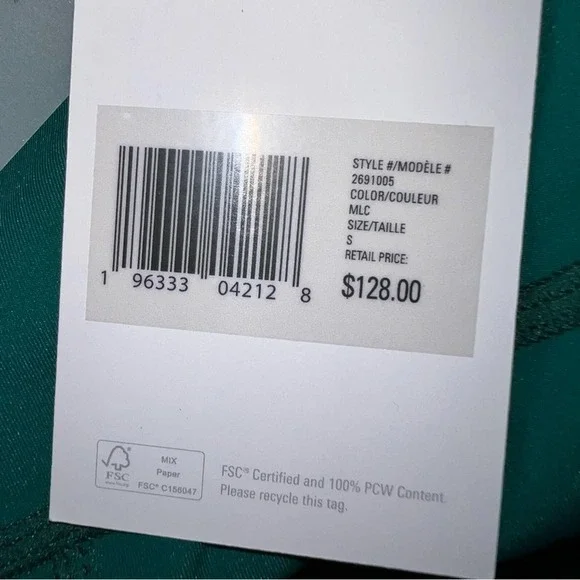 STYLE #/MODÈLE #
2691005
COLOR/COULEUR
MLC
SIZE/TAILLE
S
RETAIL PRICE:
$128.00
1 96333 04212 8
MIX
Paper
FSC
FSC® C156047
FSC® Certified and 100% PCW Content.
Please recycle this tag.